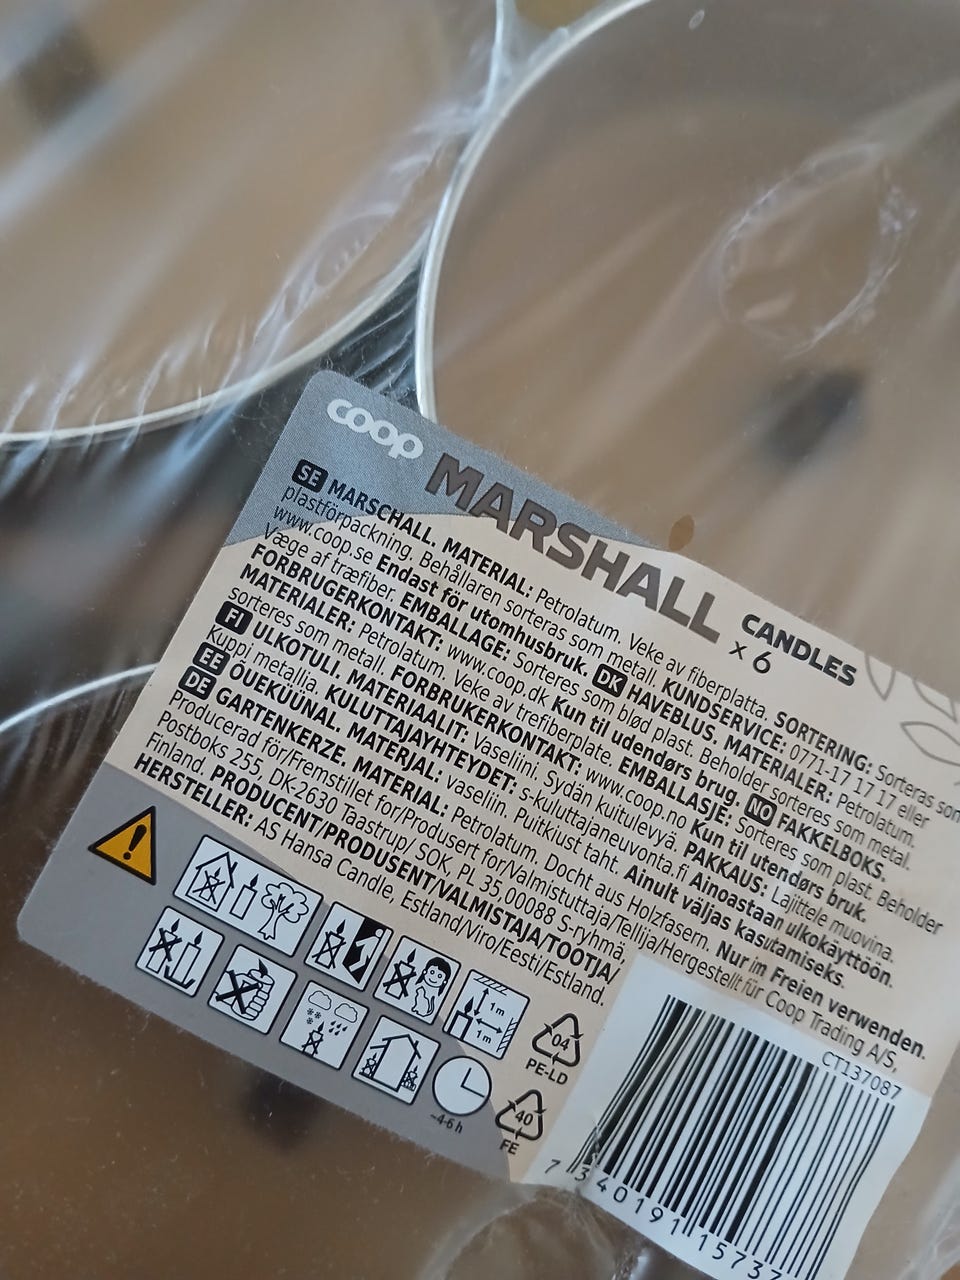 coop
MARSHALL
CANDLES
x 6
SE MARSCHALL. MATERIAL: Petrolatum. Veke av fiberplatta. SORTERING: Sorteras som
plastförpackning. Behållaren sorteras som metall. KUNDSERVICE: 0771-17 17 17 eller
www.coop.se Endast för utomhusbruk. DK HAVEBLUS. MATERIALER: Petrolatum.
Væge af træfiber. EMBALLAGE: Sorteres som blød plast. Beholder sorteres som metal.
FORBRUGERKONTAKT: www.coop.dk Kun til udendørs brug. NO FAKKELBOKS.
MATERIALER: Petrolatum. Veke av trefiberplate. EMBALLASJE: Sorteres som plast. Beholder
sorteres som metall. FORBRUKERKONTAKT: www.coop.no Kun til utendørs bruk.
FI ULKOTULI, MATERIAALIT: Vaseliini. Sydän kuitulevyä. PAKKAUS: Lajittele muovina.
Kuppi metallia. KULUTTAJAYHTEYDET: s-kuluttajaneuvonta.fi Ainoastaan ulkokäyttöön.
EE ÕUEKÜÜNAL. MATERJAL: vaseliin. Puitkiust taht. Ainult väljas kasutamiseks.
DE GARTENKERZE. MATERIAL: Petrolatum. Docht aus Holzfasern. Nur im Freien verwenden.
Producerad för/Fremstillet for/Produsert for/Valmistuttaja/Tellija/Hergestellt für Coop Trading A/S,
Postboks 255, DK-2630 Taastrup/ SOK, PL 35,00088 S-ryhmä,
Finland. PRODUCENT/PRODUSENT/VALMISTAJA/TOOTJA/
HERSTELLER: AS Hansa Candle, Estland/Viro/Eesti/Estland.
1m
1m
~4-6 h
04
PE-LD
40
FE
CT137087
7 340191 15737